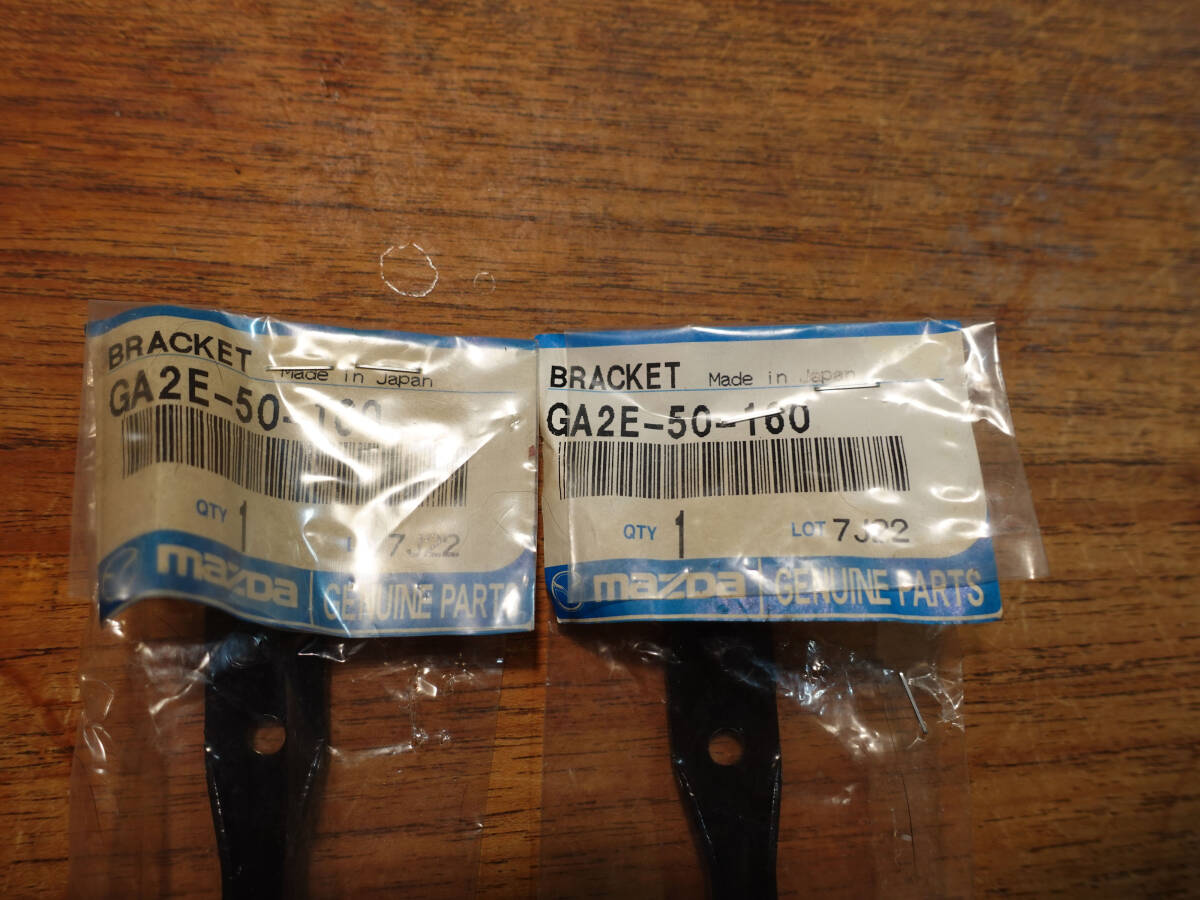 BRACKET Made in Japan
GA2E-50-160
QTY 1 LOT 7J22
mazda GENUINE PARTS
BRACKET Made in Japan
GA2E-50-160
QTY 1 LOT 7J22
mazda GENUINE PARTS